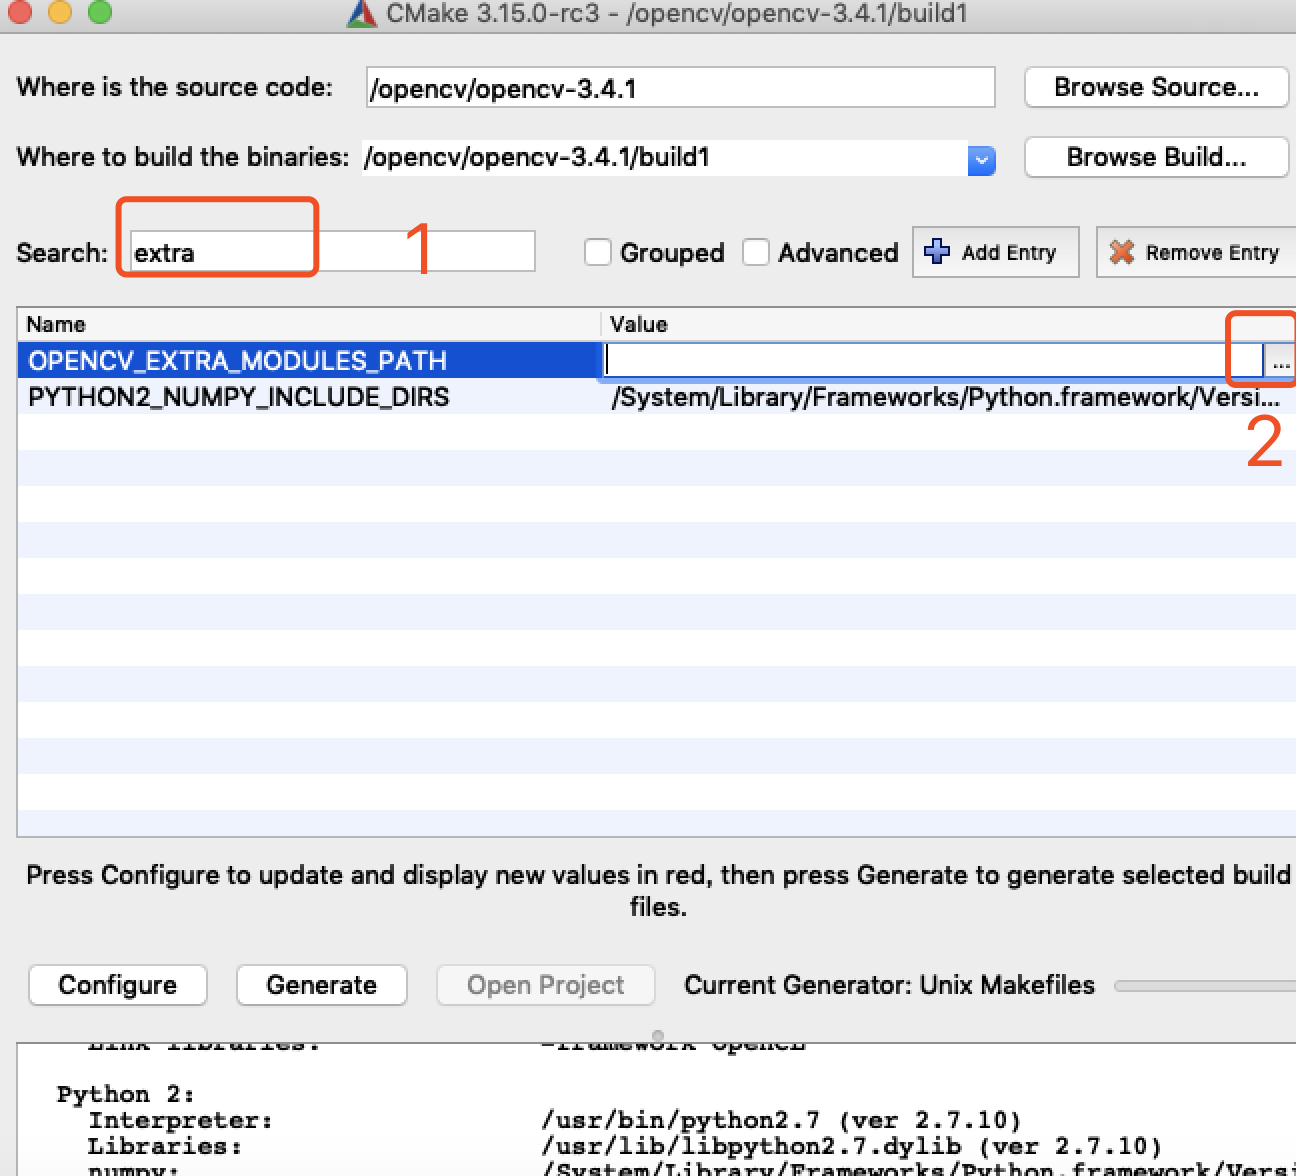 CMake 3.15.0-rc3 - /opencv/opencv-3.4.1/build1
Where is the source code: /opencv/opencv-3.4.1 Browse Source...
Where to build the binaries: /opencv/opencv-3.4.1/build1 Browse Build...
Search: extra 1 Grouped Advanced Add Entry Remove Entry
Name Value
OPENCV_EXTRA_MODULES_PATH ...
PYTHON2_NUMPY_INCLUDE_DIRS /System/Library/Frameworks/Python.framework/Versi...
2
Press Configure to update and display new values in red, then press Generate to generate selected build
files.
Configure Generate Open Project Current Generator: Unix Makefiles
Link libraries: -framework OpenCL
Python 2:
Interpreter: /usr/bin/python2.7 (ver 2.7.10)
Libraries: /usr/lib/libpython2.7.dylib (ver 2.7.10)
numpy: /System/Library/Frameworks/Python.framework/Versi